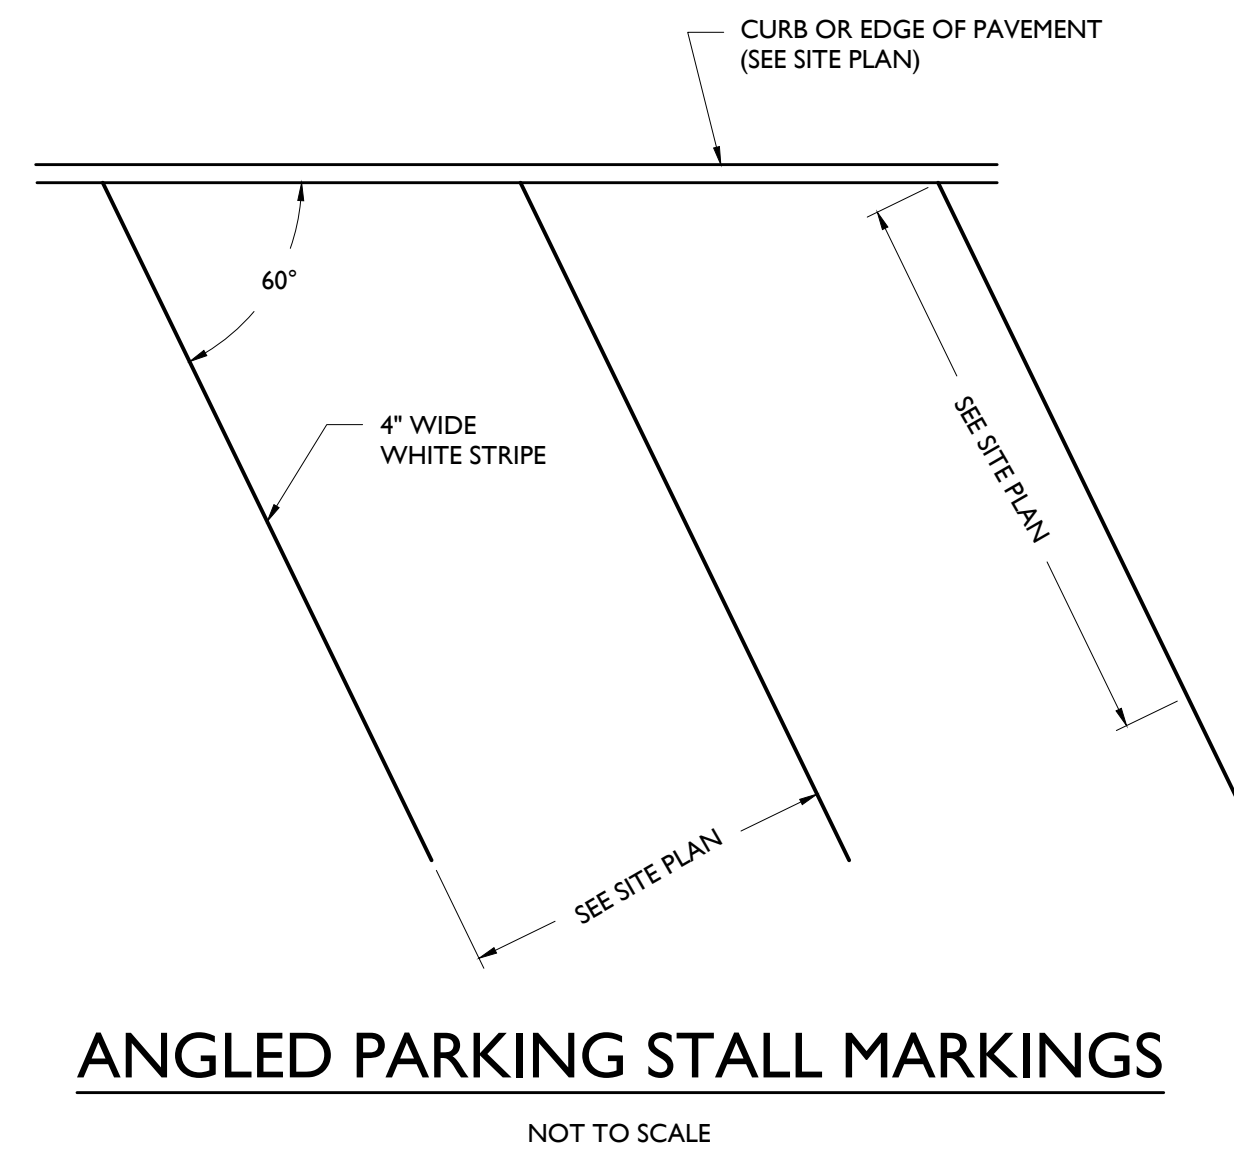 CURB OR EDGE OF PAVEMENT
(SEE SITE PLAN)
60°
4" WIDE
WHITE STRIPE
SEE SITE PLAN
SEE SITE PLAN
ANGLED PARKING STALL MARKINGS
NOT TO SCALE